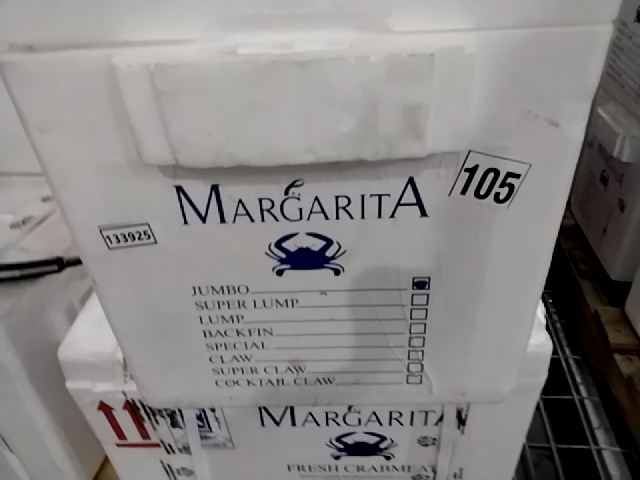 MARGARITA
105
133925
JUMBO
SUPER LUMP
LUMP
BACKFIN
SPECIAL
CLAW
SUPER CLAW
COCKTAIL CLAW
MARGARITA
FRESH CRABMEAT